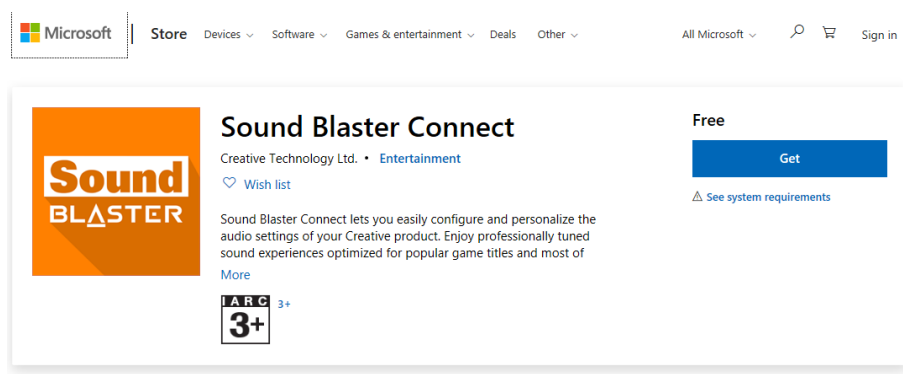 Microsoft Store Devices Software Games & entertainment Deals Other All Microsoft Sign in
Sound
BLASTER
Sound Blaster Connect
Creative Technology Ltd. • Entertainment
Wish list
Sound Blaster Connect lets you easily configure and personalize the
audio settings of your Creative product. Enjoy professionally tuned
sound experiences optimized for popular game titles and most of
More
IARC
3+
3+
Free
Get
See system requirements